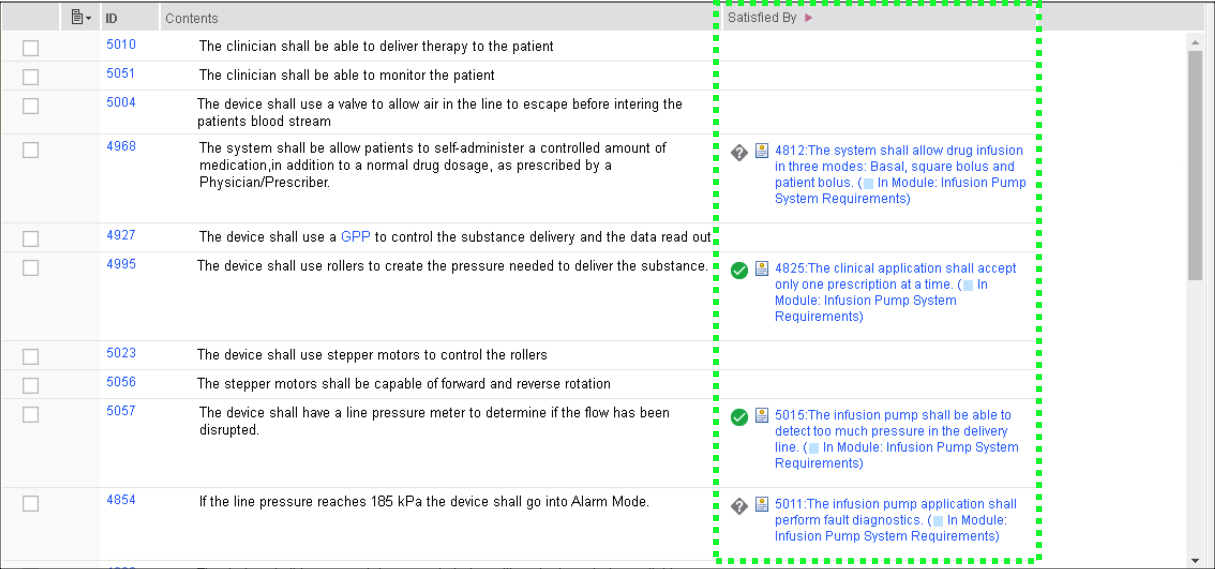 ID Contents Satisfied By
5010 The clinician shall be able to deliver therapy to the patient
5051 The clinician shall be able to monitor the patient
5004 The device shall use a valve to allow air in the line to escape before intering the
patients blood stream
4968 The system shall be allow patients to self-administer a controlled amount of
medication,in addition to a normal drug dosage, as prescribed by a
Physician/Prescriber.
4812:The system shall allow drug infusion
in three modes: Basal, square bolus and
patient bolus. ( In Module: Infusion Pump
System Requirements)
4927 The device shall use a GPP to control the substance delivery and the data read out
4995 The device shall use rollers to create the pressure needed to deliver the substance.
4825:The clinical application shall accept
only one prescription at a time. ( In
Module: Infusion Pump System
Requirements)
5023 The device shall use stepper motors to control the rollers
5056 The stepper motors shall be capable of forward and reverse rotation
5057 The device shall have a line pressure meter to determine if the flow has been
disrupted.
5015:The infusion pump shall be able to
detect too much pressure in the delivery
line. ( In Module: Infusion Pump System
Requirements)
4854 If the line pressure reaches 185 kPa the device shall go into Alarm Mode.
5011:The infusion pump application shall
perform fault diagnostics. ( In Module:
Infusion Pump System Requirements)